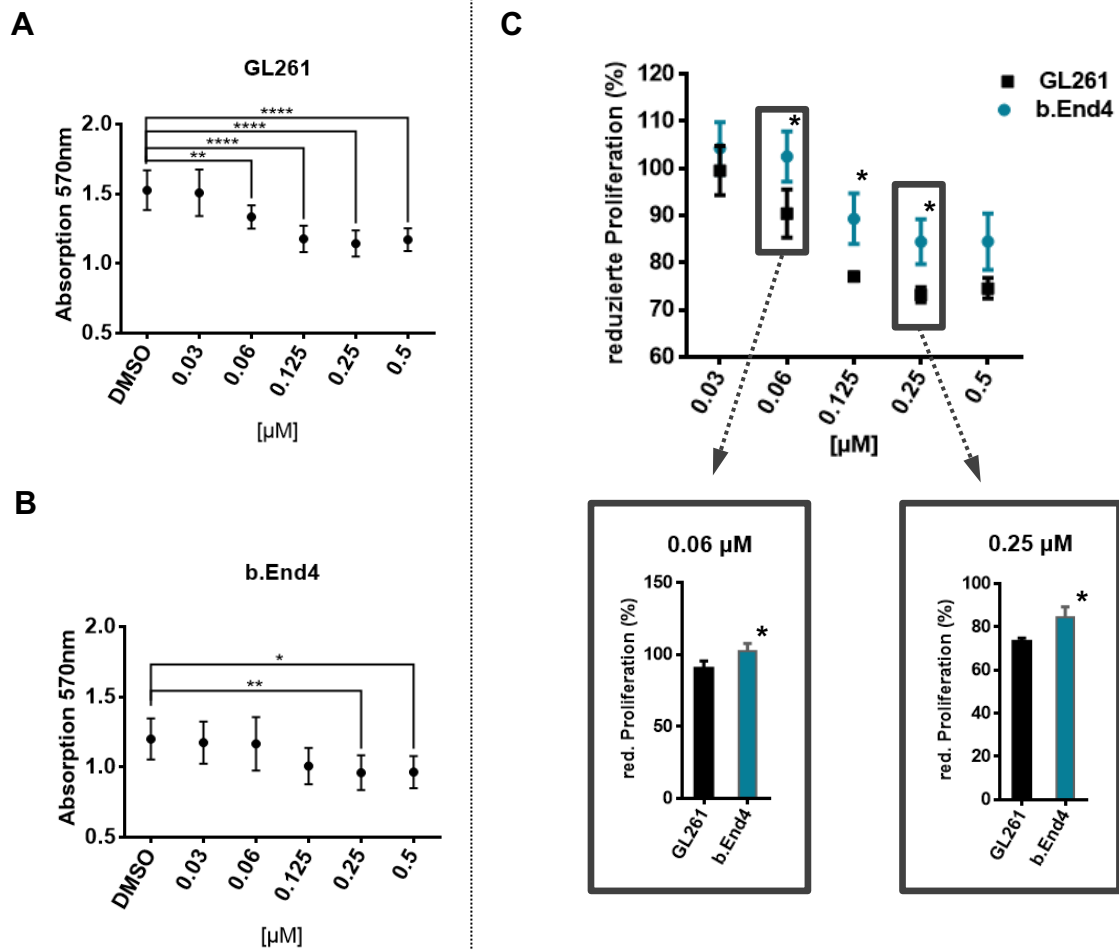 A
GL261
****
****
****
**
2.0
1.5
1.0
0.5
Absorption 570nm
DMSO
0.03
0.06
0.125
0.25
0.5
[µM]
B
b.End4
*
**
2.0
1.5
1.0
0.5
Absorption 570nm
DMSO
0.03
0.06
0.125
0.25
0.5
[µM]
C
GL261
b.End4
*
*
*
120
110
100
90
80
70
60
reduzierte Proliferation (%)
0.03
0.06
0.125
0.25
0.5
[µM]
0.06 µM
*
150
100
50
0
red. Proliferation (%)
GL261
b.End4
0.25 µM
*
100
80
60
40
20
0
red. Proliferation (%)
GL261
b.End4